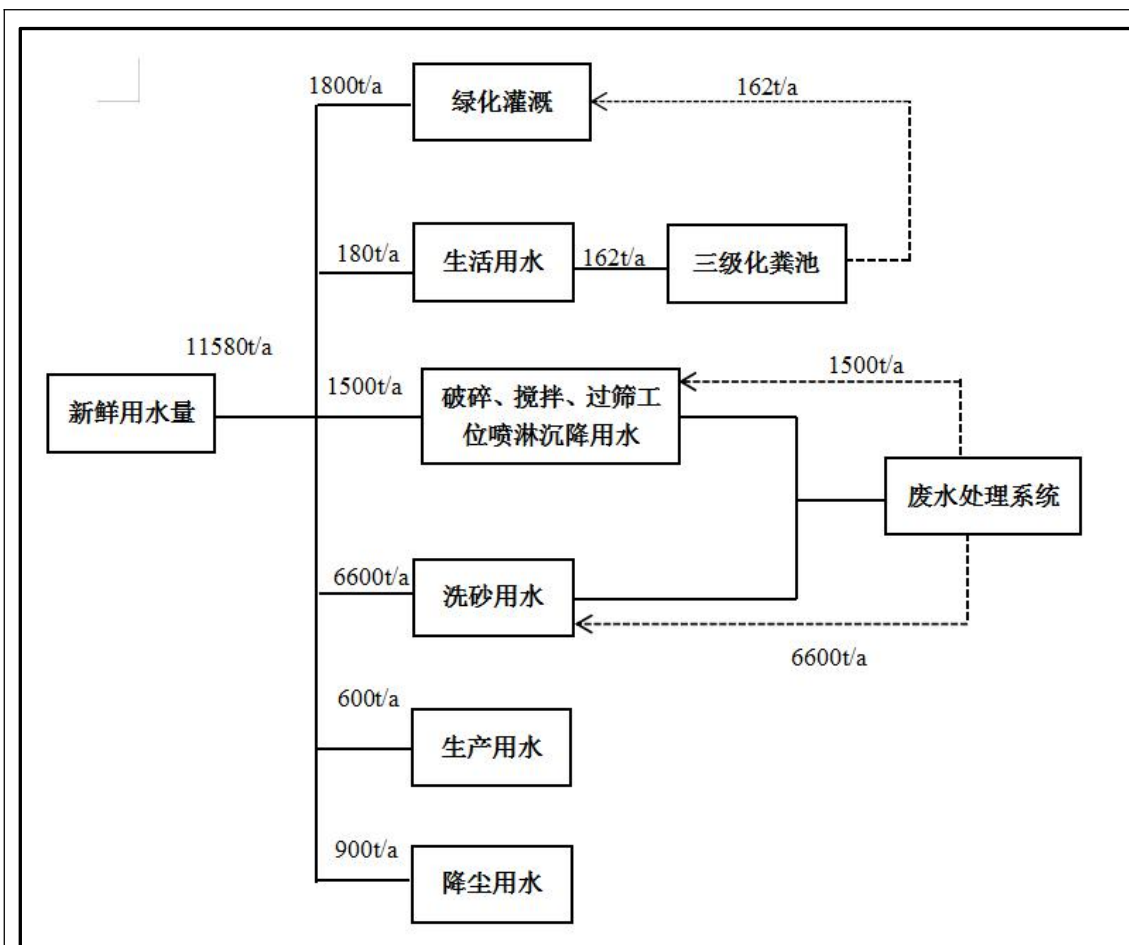 1800t/a
绿化灌溉
162t/a
180t/a
生活用水
162t/a
三级化粪池
11580t/a
新鲜用水量
1500t/a
破碎、搅拌、过筛工
位喷淋沉降用水
1500t/a
废水处理系统
6600t/a
洗砂用水
6600t/a
600t/a
生产用水
900t/a
降尘用水